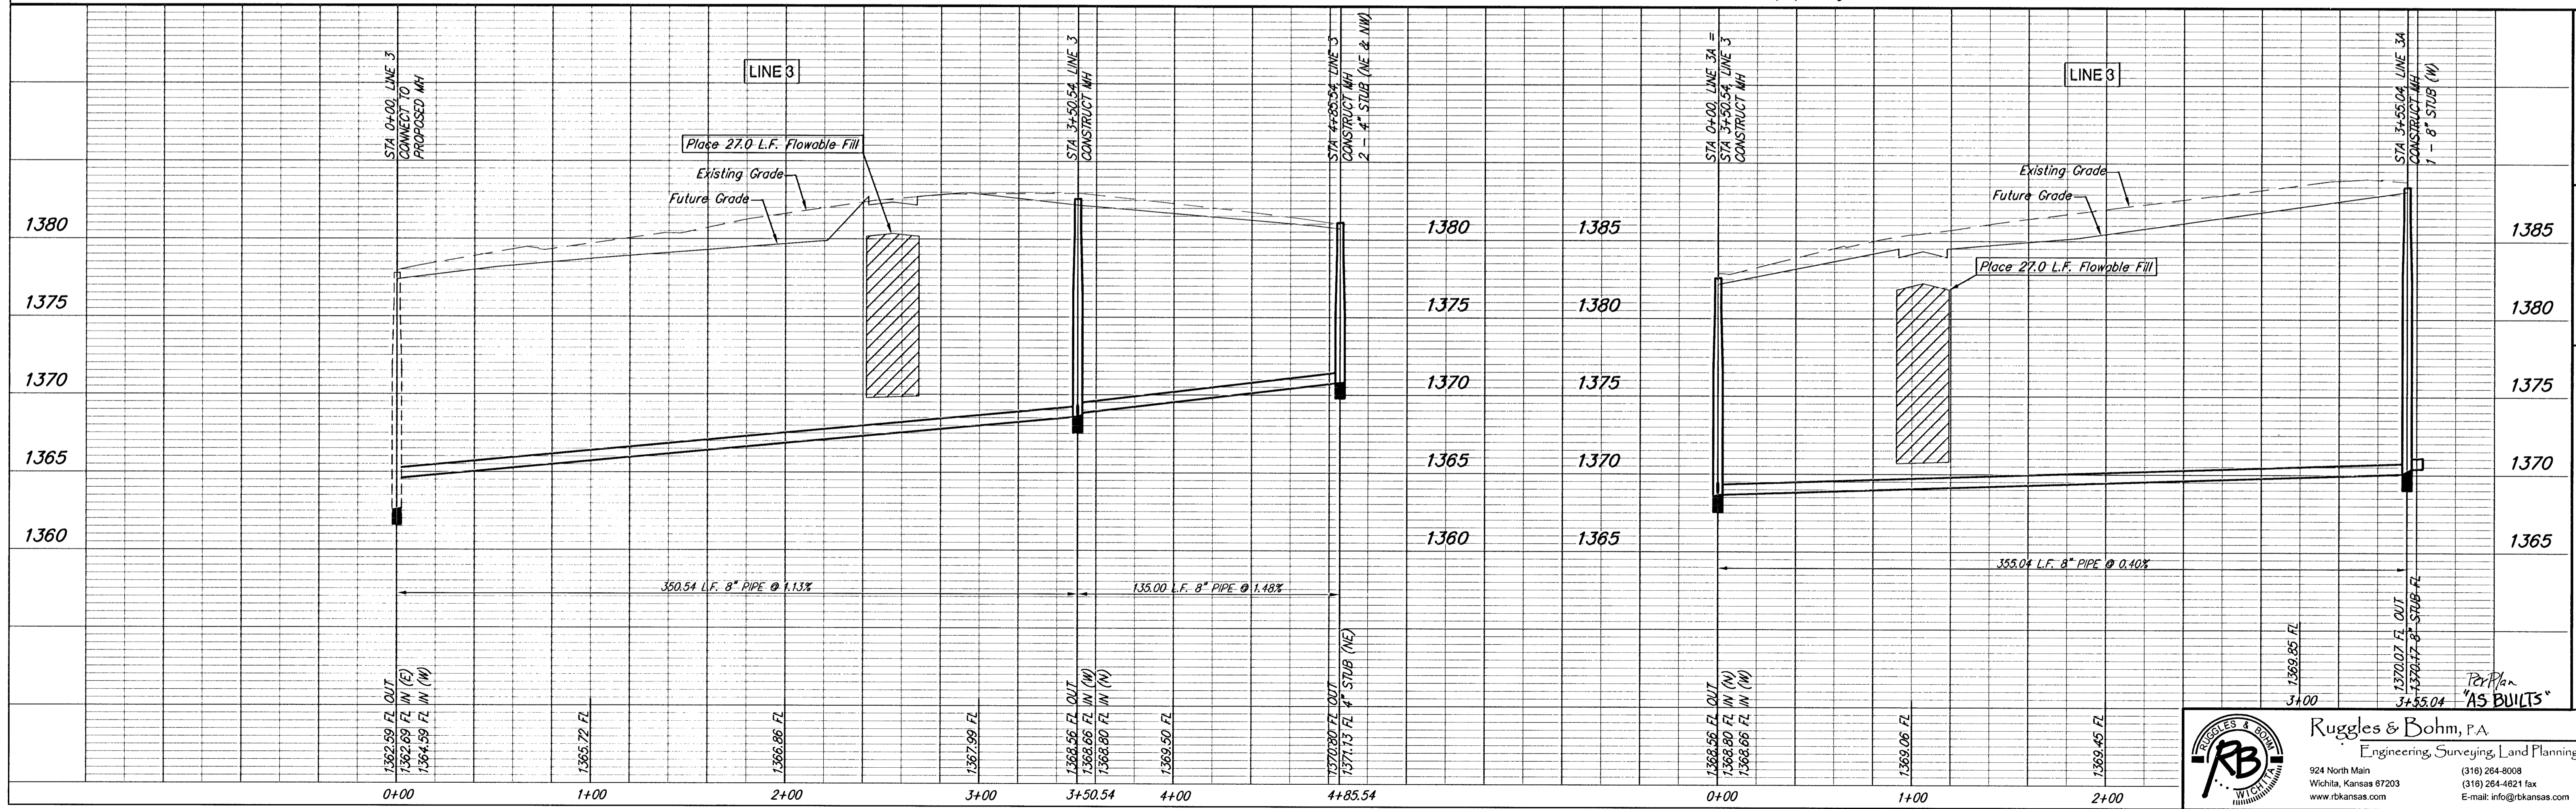 LINE 3
STA 0+00, LINE 3
CONNECT TO
PROPOSED MH
Place 27.0 L.F. Flowable Fill
Existing Grade
Future Grade
STA 3+50.54, LINE 3
CONSTRUCT MH
STA 4+85.54, LINE 3
CONSTRUCT MH
2 - 4" STUB (NE & NW)
1380
1375
1370
1365
1360
1380
1375
1370
1365
1360
350.54 L.F. 8" PIPE @ 1.13%
135.00 L.F. 8" PIPE @ 1.48%
1362.59 FL OUT
1362.69 FL IN (E)
1364.59 FL IN (W)
1365.72 FL
1366.86 FL
1367.99 FL
1368.56 FL OUT
1368.66 FL IN (W)
1368.80 FL IN (N)
1369.50 FL
1370.80 FL OUT
1371.13 FL 4" STUB (NE)
0+00
1+00
2+00
3+00
3+50.54
4+00
4+85.54
LINE 3
STA 0+00, LINE 3A =
STA 3+50.54, LINE 3
CONSTRUCT MH
Existing Grade
Future Grade
Place 27.0 L.F. Flowable Fill
STA 3+55.04, LINE 3A
CONSTRUCT MH
1 - 8" STUB (W)
1385
1380
1375
1370
1365
1385
1380
1375
1370
1365
355.04 L.F. 8" PIPE @ 0.40%
1368.56 FL OUT
1368.80 FL IN (N)
1368.66 FL IN (W)
1369.06 FL
1369.45 FL
1369.85 FL
1370.07 FL OUT
1370.17 8" STUB FL
0+00
1+00
2+00
3+00
3+55.04
Per Plan
"AS BUILTS"
RUGGLES & BOHM
RB
WICHITA
Ruggles & Bohm, P.A.
Engineering, Surveying, Land Planning
924 North Main
Wichita, Kansas 67203
www.rbkansas.com
(316) 264-8008
(316) 264-4621 fax
E-mail: info@rbkansas.com